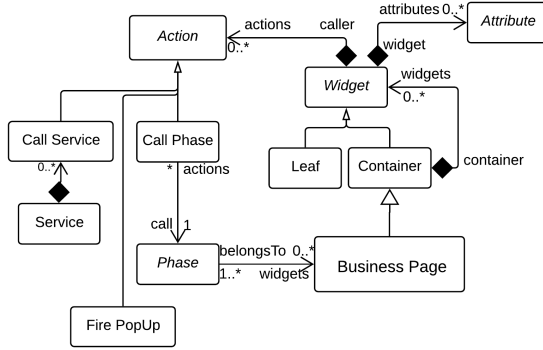 attributes 0..*
Attribute
Action
actions
caller
0..*
widget
Widget
widgets
0..*
Call Service
Call Phase
Leaf
Container
container
0..*
* actions
Service
call 1
Phase
belongsTo 0..*
1..* widgets
Business Page
Fire PopUp